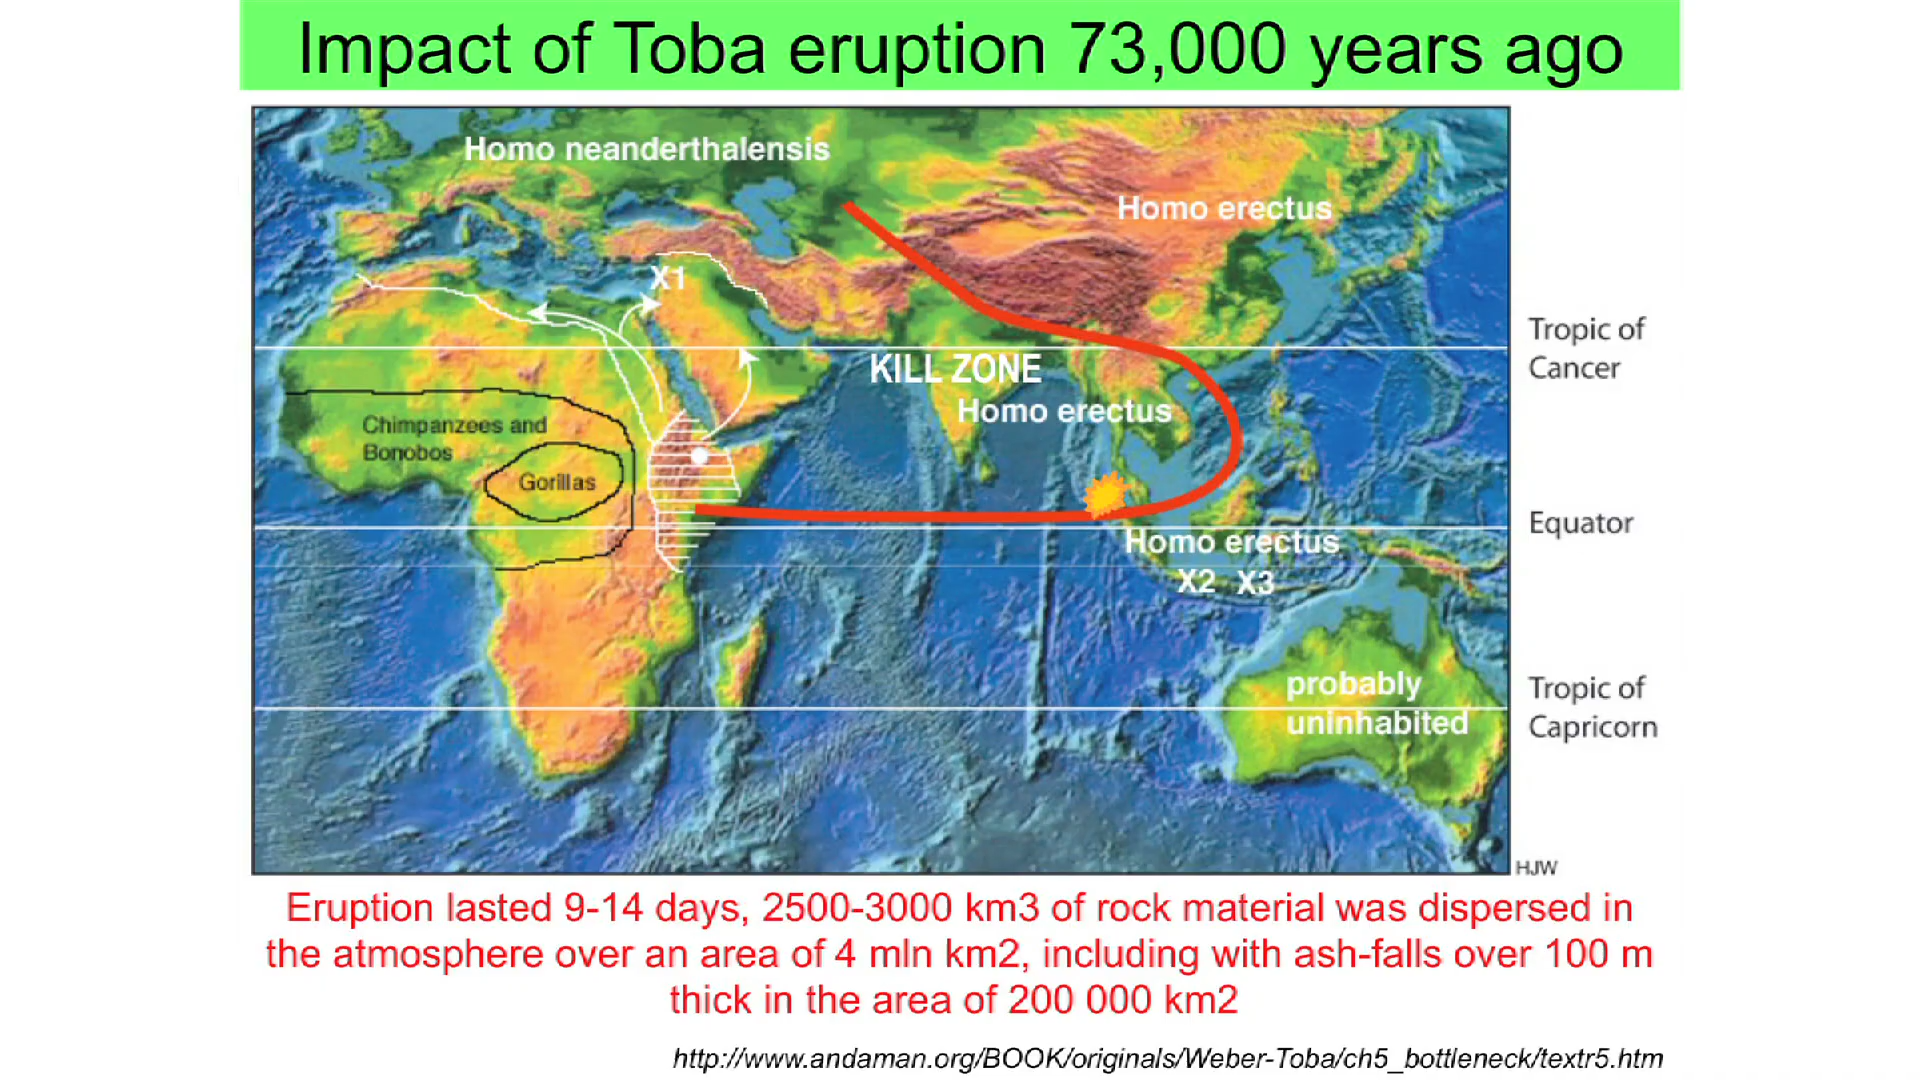 Impact of Toba eruption 73,000 years ago
Homo neanderthalensis
Homo erectus
X1
Tropic of
Cancer
KILL ZONE
Homo erectus
Chimpanzees and
Bonobos
Gorillas
Equator
Homo erectus
X2 X3
probably
uninhabited
Tropic of
Capricorn
HJW
Eruption lasted 9-14 days, 2500-3000 km3 of rock material was dispersed in
the atmosphere over an area of 4 mln km2, including with ash-falls over 100 m
thick in the area of 200 000 km2
http://www.andaman.org/BOOK/originals/Weber-Toba/ch5_bottleneck/textr5.htm